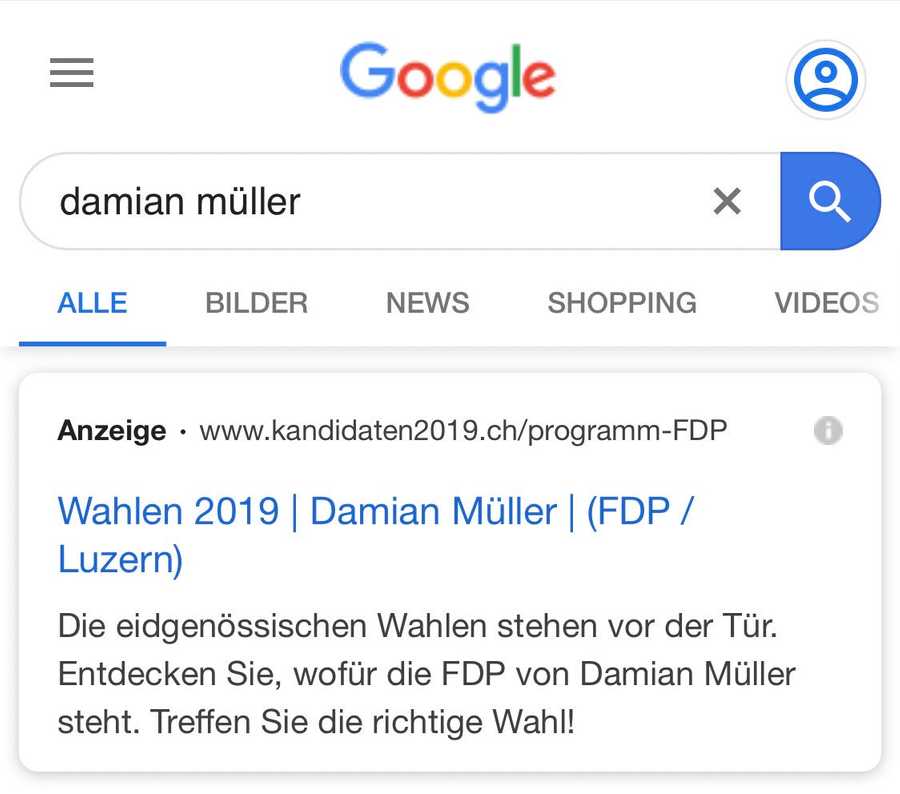 Google
damian müller
ALLE BILDER NEWS SHOPPING VIDEOS
Anzeige · www.kandidaten2019.ch/programm-FDP
Wahlen 2019 | Damian Müller | (FDP /
Luzern)
Die eidgenössischen Wahlen stehen vor der Tür.
Entdecken Sie, wofür die FDP von Damian Müller
steht. Treffen Sie die richtige Wahl!